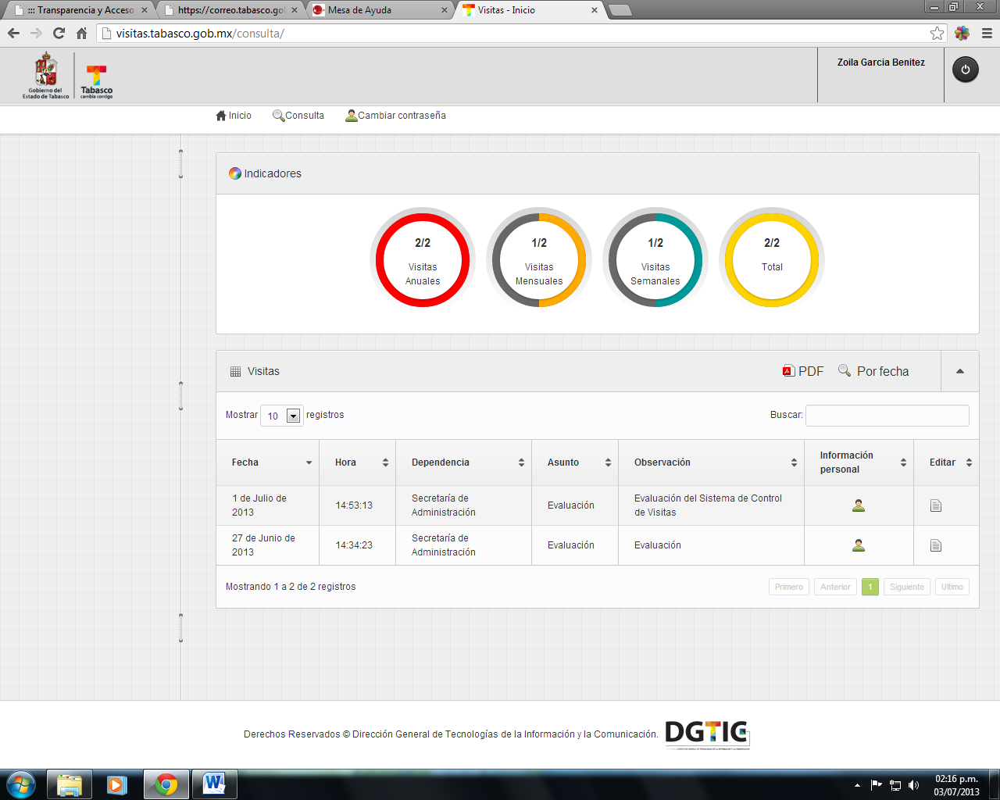 ::: Transparencia y Acceso
https://correo.tabasco.gol
Mesa de Ayuda
Visitas - Inicio
visitas.tabasco.gob.mx/consulta/
Gobierno del
Estado de Tabasco
Tabasco
cambia contigo
Zoila Garcia Benitez
Inicio
Consulta
Cambiar contraseña
Indicadores
2/2
Visitas
Anuales
1/2
Visitas
Mensuales
1/2
Visitas
Semanales
2/2
Total
Visitas
PDF
Por fecha
Mostrar 10 registros
Buscar:
Fecha
Hora
Dependencia
Asunto
Observación
Información
personal
Editar
1 de Julio de
2013
14:53:13
Secretaría de
Administración
Evaluación
Evaluación del Sistema de Control
de Visitas
27 de Junio de
2013
14:34:23
Secretaría de
Administración
Evaluación
Evaluación
Mostrando 1 a 2 de 2 registros
Primero
Anterior
1
Siguiente
Ultimo
Derechos Reservados © Dirección General de Tecnologías de la Información y la Comunicación.
DGTIC
02:16 p.m.
03/07/2013